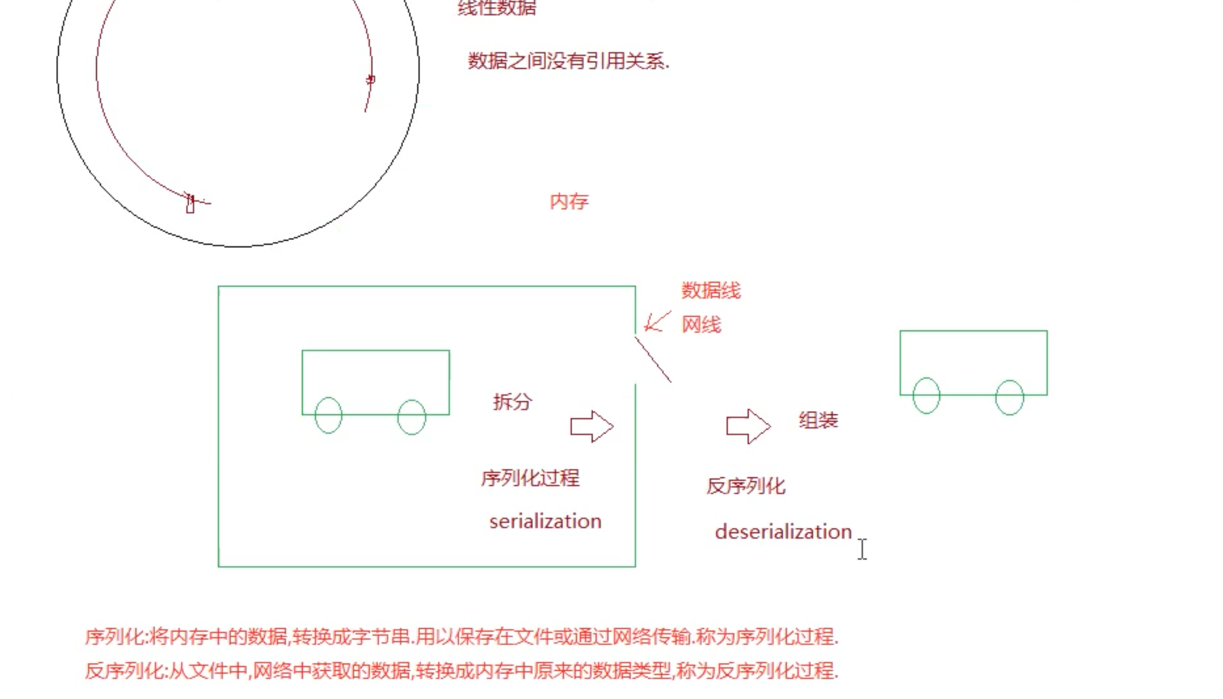 线性数据
数据之间没有引用关系.
内存
数据线
网线
拆分
组装
序列化过程
反序列化
serialization
deserialization
序列化:将内存中的数据,转换成字节串.用以保存在文件或通过网络传输.称为序列化过程.
反序列化:从文件中,网络中获取的数据,转换成内存中原来的数据类型,称为反序列化过程.